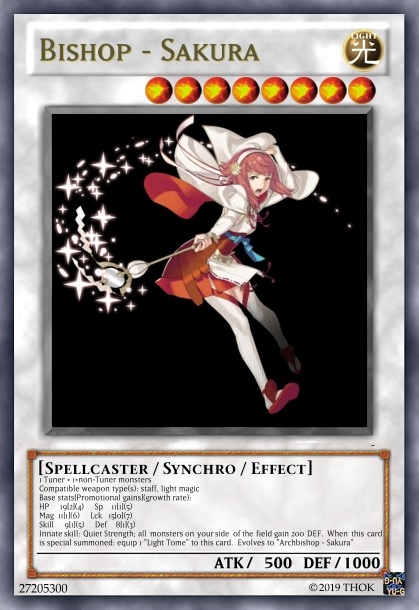 BISHOP - SAKURA
LIGHT
光
[SPELLCASTER / SYNCHRO / EFFECT]
1 Tuner + 1+non-Tuner monsters
Compatible weapon type(s): staff, light magic
Base stats|Promotional gains|(growth rate):
HP 19|2|(4) Sp 11|1|(5)
Mag 11|1|(6) Lck 15|0|(7)
Skill 9|1|(5) Def 8|1|(3)
Innate skill: Quiet Strength; all monsters on your side of the field gain 200 DEF. When this card
is special summoned: equip 1 "Light Tome" to this card. Evolves to "Archbishop - Sakura"
ATK / 500 DEF / 1000
27205300
©2019 THOK